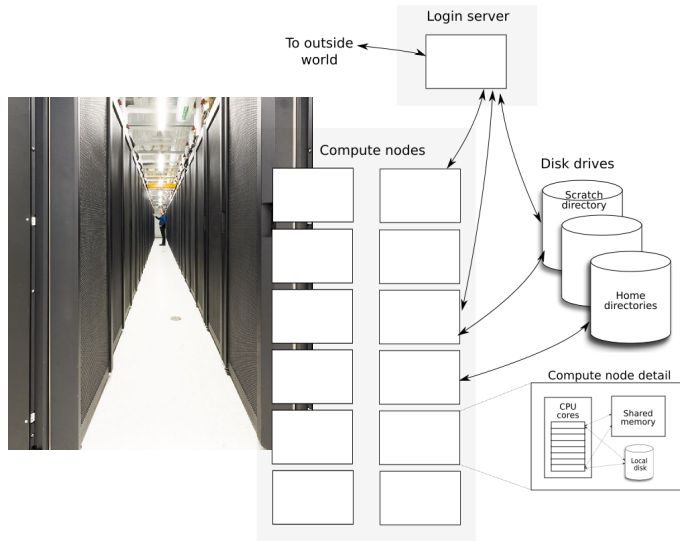 Login server
To outside
world
Compute nodes
Disk drives
Scratch
directory
Home
directories
Compute node detail
CPU
cores
Shared
memory
Local
disk